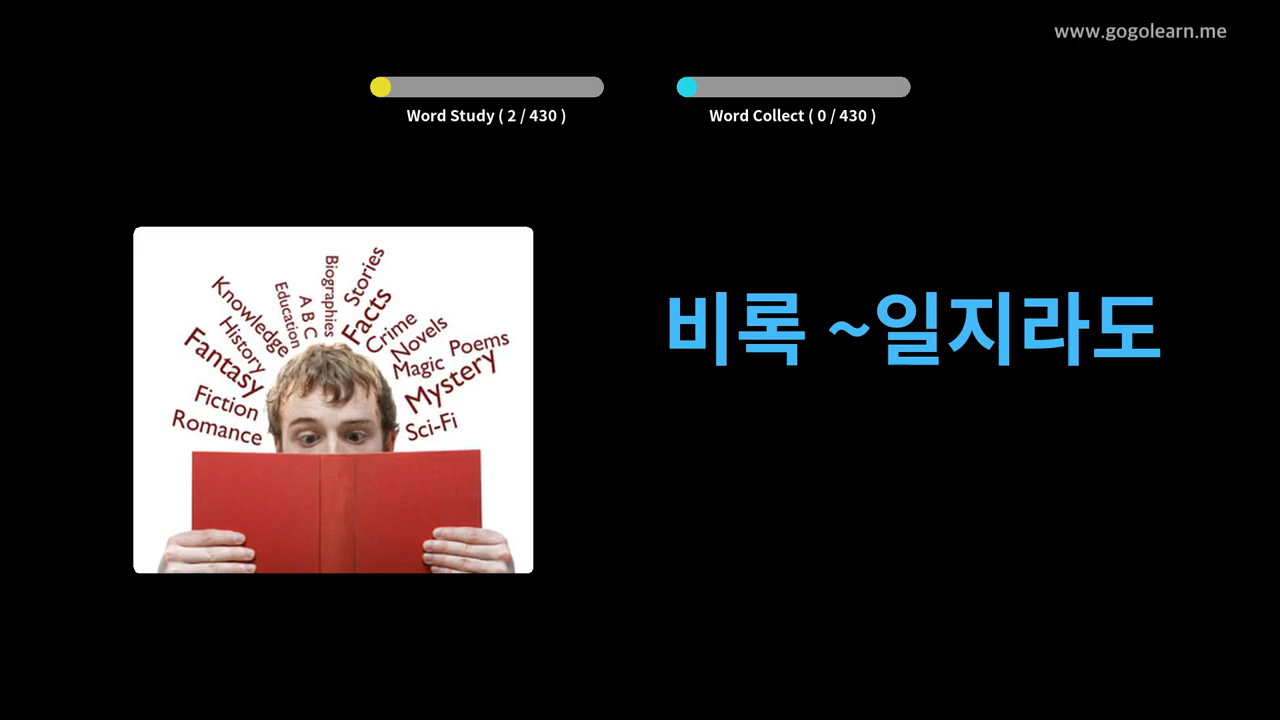 www.gogolearn.me
Word Study ( 2 / 430 )
Word Collect ( 0 / 430 )
비록 ~일지라도
Knowledge
History
Fantasy
Fiction
Romance
Education
A B C
Biographies
Stories
Facts
Crime
Novels
Magic
Poems
Mystery
Sci-Fi